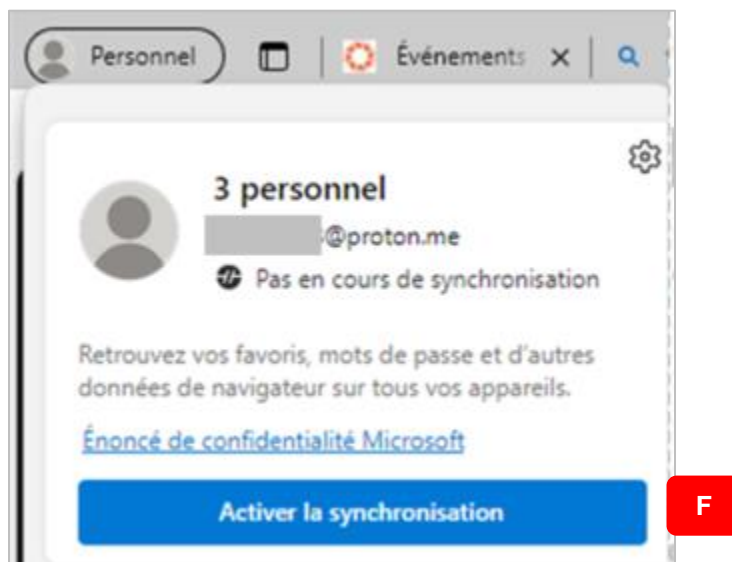 Personnel Événements
3 personnel
@proton.me
Pas en cours de synchronisation
Retrouvez vos favoris, mots de passe et d'autres
données de navigateur sur tous vos appareils.
Énoncé de confidentialité Microsoft
Activer la synchronisation
F